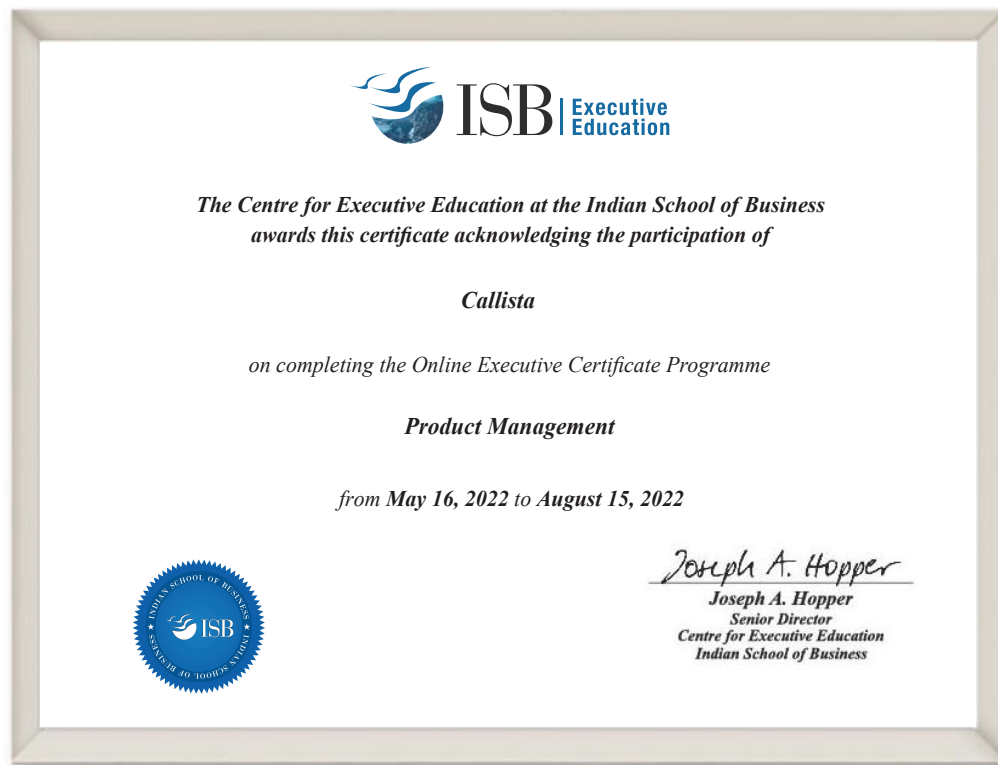 ISB Executive
Education
The Centre for Executive Education at the Indian School of Business
awards this certificate acknowledging the participation of
Callista
on completing the Online Executive Certificate Programme
Product Management
from May 16, 2022 to August 15, 2022
Joseph A. Hopper
Joseph A. Hopper
Senior Director
Centre for Executive Education
Indian School of Business
INDIAN SCHOOL OF BUSINESS ★ INDIAN SCHOOL OF BUSINESS ★
ISB